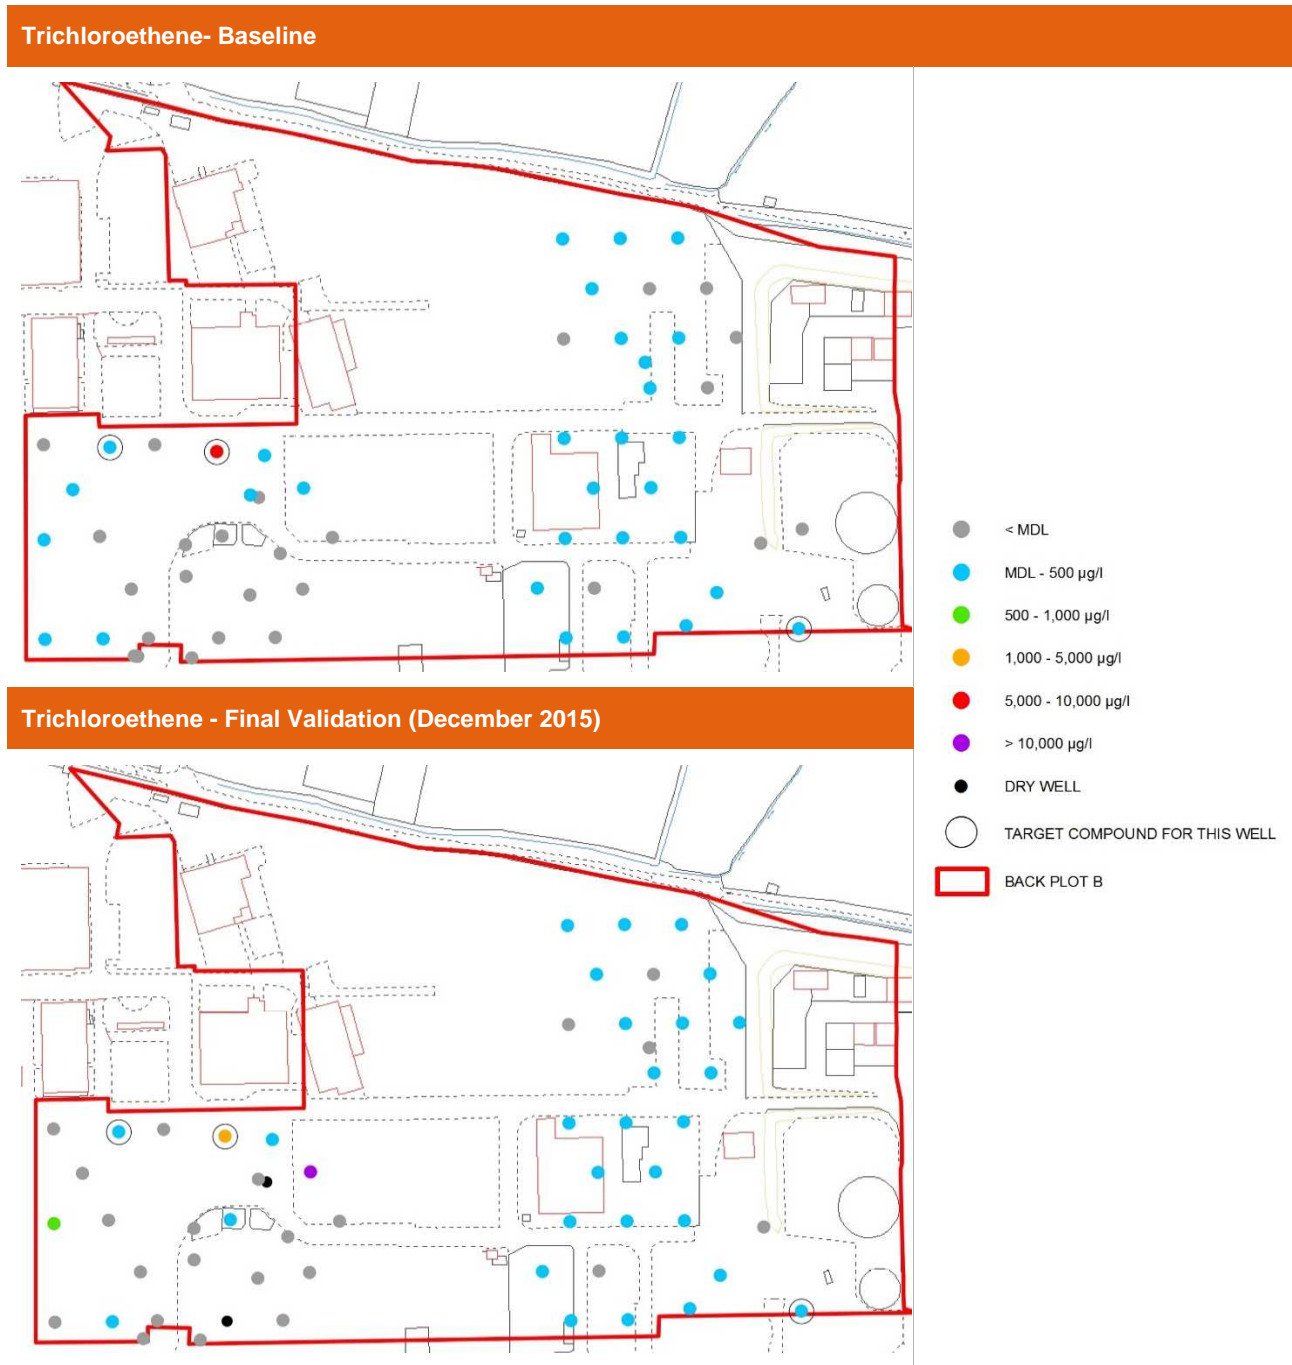 Trichloroethene- Baseline
< MDL
MDL - 500 µg/l
500 - 1,000 µg/l
1,000 - 5,000 µg/l
5,000 - 10,000 µg/l
> 10,000 µg/l
DRY WELL
TARGET COMPOUND FOR THIS WELL
BACK PLOT B
Trichloroethene - Final Validation (December 2015)